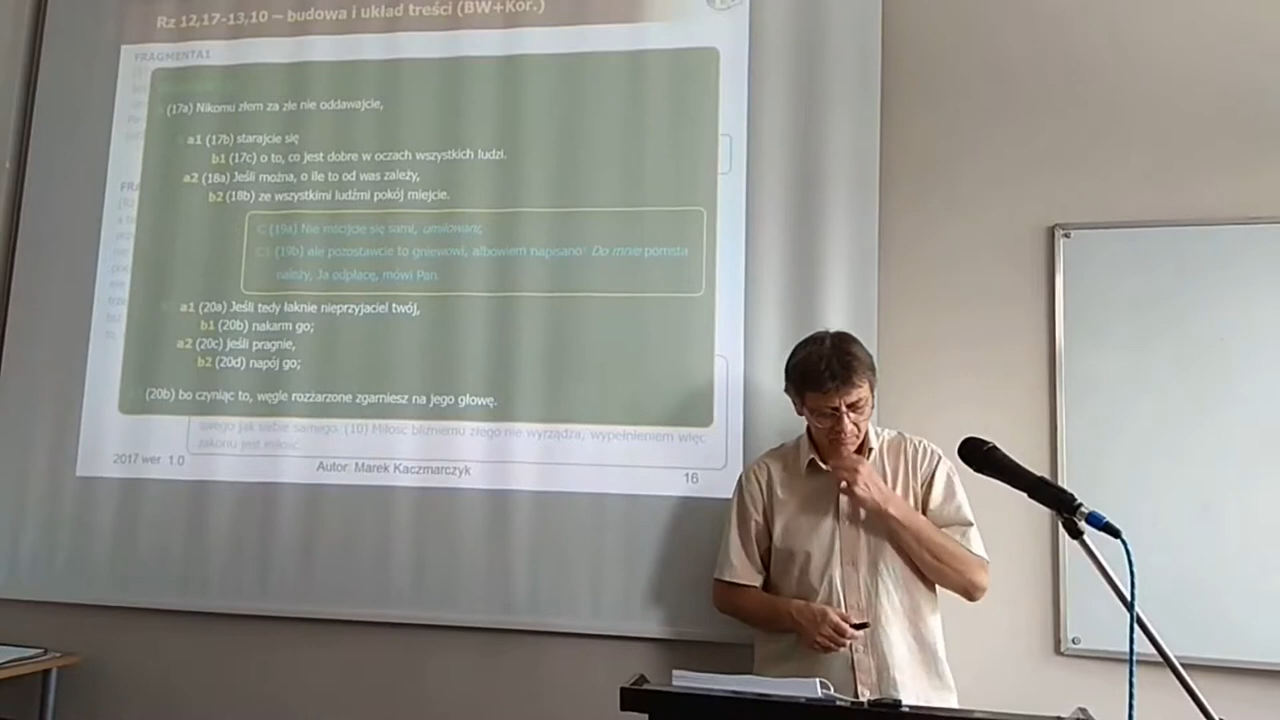 Rz 12,17-13,10 – budowa i układ treści (BW+Kor.)
FRAGMENT A1
(17a) Nikomu złem za złe nie oddawajcie,
a1 (17b) starajcie się
b1 (17c) o to, co jest dobre w oczach wszystkich ludzi.
a2 (18a) Jeśli można, o ile to od was zależy,
b2 (18b) ze wszystkimi ludźmi pokój miejcie.
C (19a) Nie mścijcie się sami, umiłowani,
C1 (19b) ale pozostawcie to gniewowi, albowiem napisano: Do mnie pomsta
należy, Ja odpłacę, mówi Pan.
a1 (20a) Jeśli tedy łaknie nieprzyjaciel twój,
b1 (20b) nakarm go;
a2 (20c) jeśli pragnie,
b2 (20d) napój go;
(20b) bo czyniąc to, węgle rozżarzone zgarniesz na jego głowę.
swego jak siebie samego. (10) Miłość bliźniemu złego nie wyrządza, wypełnieniem więc
zakonu jest miłość.
2017 wer. 1.0
Autor: Marek Kaczmarczyk
16